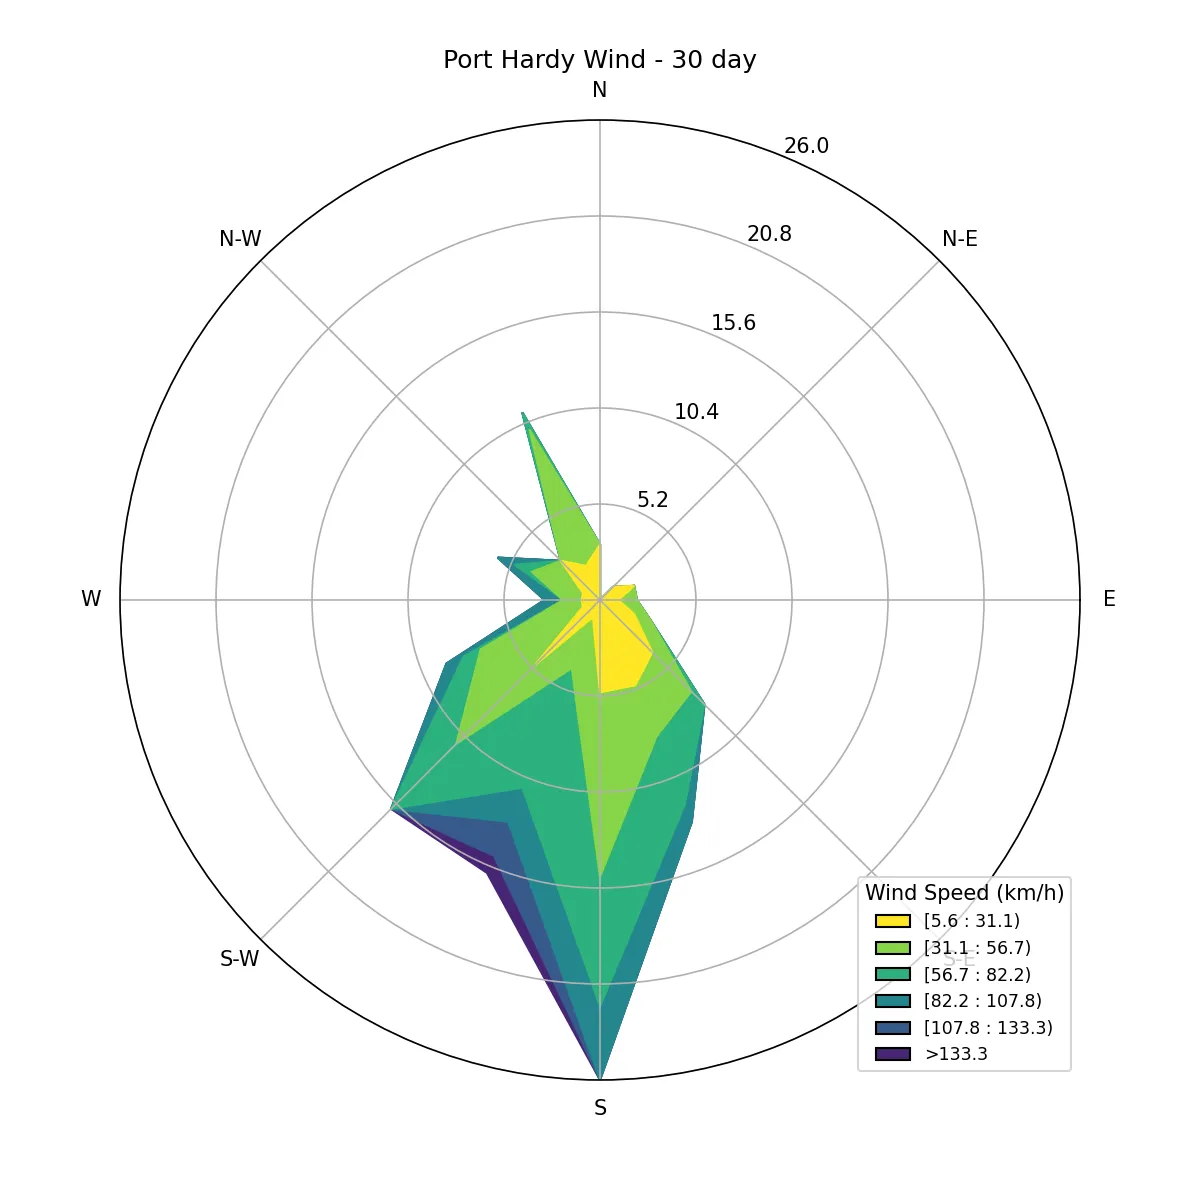 Port Hardy Wind - 30 day
N
26.0
N-W
20.8
N-E
15.6
10.4
5.2
W
E
S-W
S-E
S
Wind Speed (km/h)
[5.6 : 31.1)
[31.1 : 56.7)
[56.7 : 82.2)
[82.2 : 107.8)
[107.8 : 133.3)
>133.3